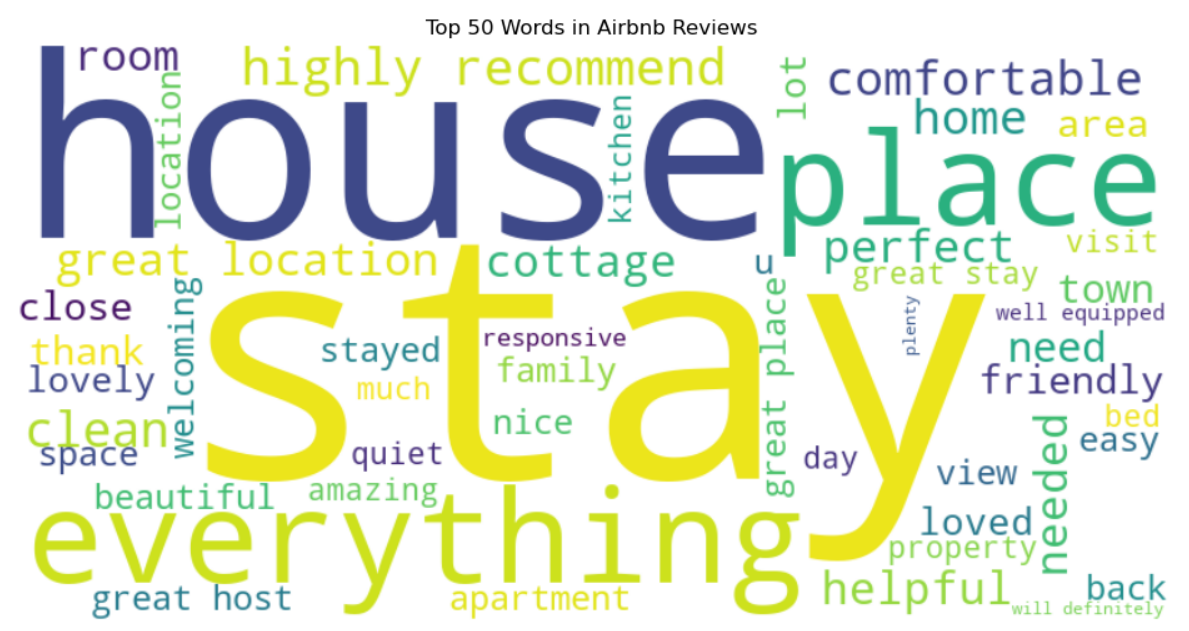 Top 50 Words in Airbnb Reviews
room
highly recommend
lot
comfortable
house
location
kitchen
home
area
place
great location
cottage
u
perfect
visit
great stay
town
close
welcoming
stay
great place
plenty
well equipped
thank
stayed
responsive
need
lovely
much
family
friendly
clean
nice
bed
space
quiet
day
easy
view
needed
beautiful
amazing
everything
loved
property
great host
apartment
helpful
back
will definitely